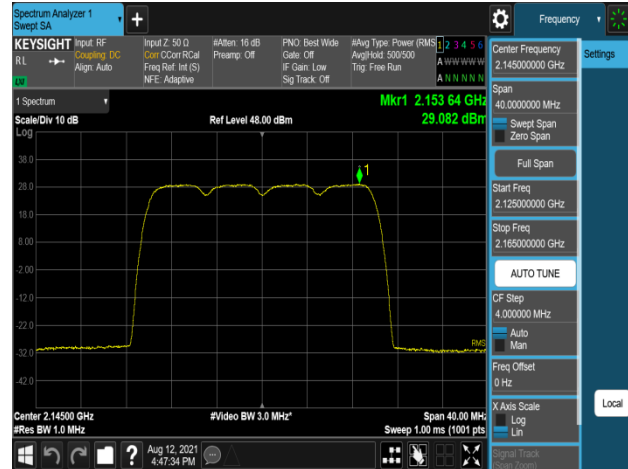 Spectrum Analyzer 1
Swept SA
+
Frequency
KEYSIGHT
RL
LW
Input: RF
Coupling: DC
Align: Auto
Input Z: 50 Ω
Corr CCorr RCal
Freq Ref: Int (S)
NFE: Adaptive
#Atten: 16 dB
Preamp: Off
PNO: Best Wide
Gate: Off
IF Gain: Low
Sig Track: Off
#Avg Type: Power (RMS)
Avg|Hold: 500/500
Trig: Free Run
1 2 3 4 5 6
A W W W W W
A N N N N N
1 Spectrum
Scale/Div 10 dB
Log
Ref Level 48.00 dBm
Mkr1 2.153 64 GHz
29.082 dBm
38.0
28.0
18.0
8.00
-2.00
-12.0
-22.0
-32.0
-42.0
1
RMS
Center 2.14500 GHz
#Res BW 1.0 MHz
#Video BW 3.0 MHz*
Span 40.00 MHz
Sweep 1.00 ms (1001 pts)
?
Aug 12, 2021
4:47:34 PM
Center Frequency
2.145000000 GHz
Span
40.0000000 MHz
Swept Span
Zero Span
Full Span
Start Freq
2.125000000 GHz
Stop Freq
2.165000000 GHz
AUTO TUNE
CF Step
4.000000 MHz
Auto
Man
Freq Offset
0 Hz
X Axis Scale
Log
Lin
Signal Track
(Span Zoom)
Settings
Local